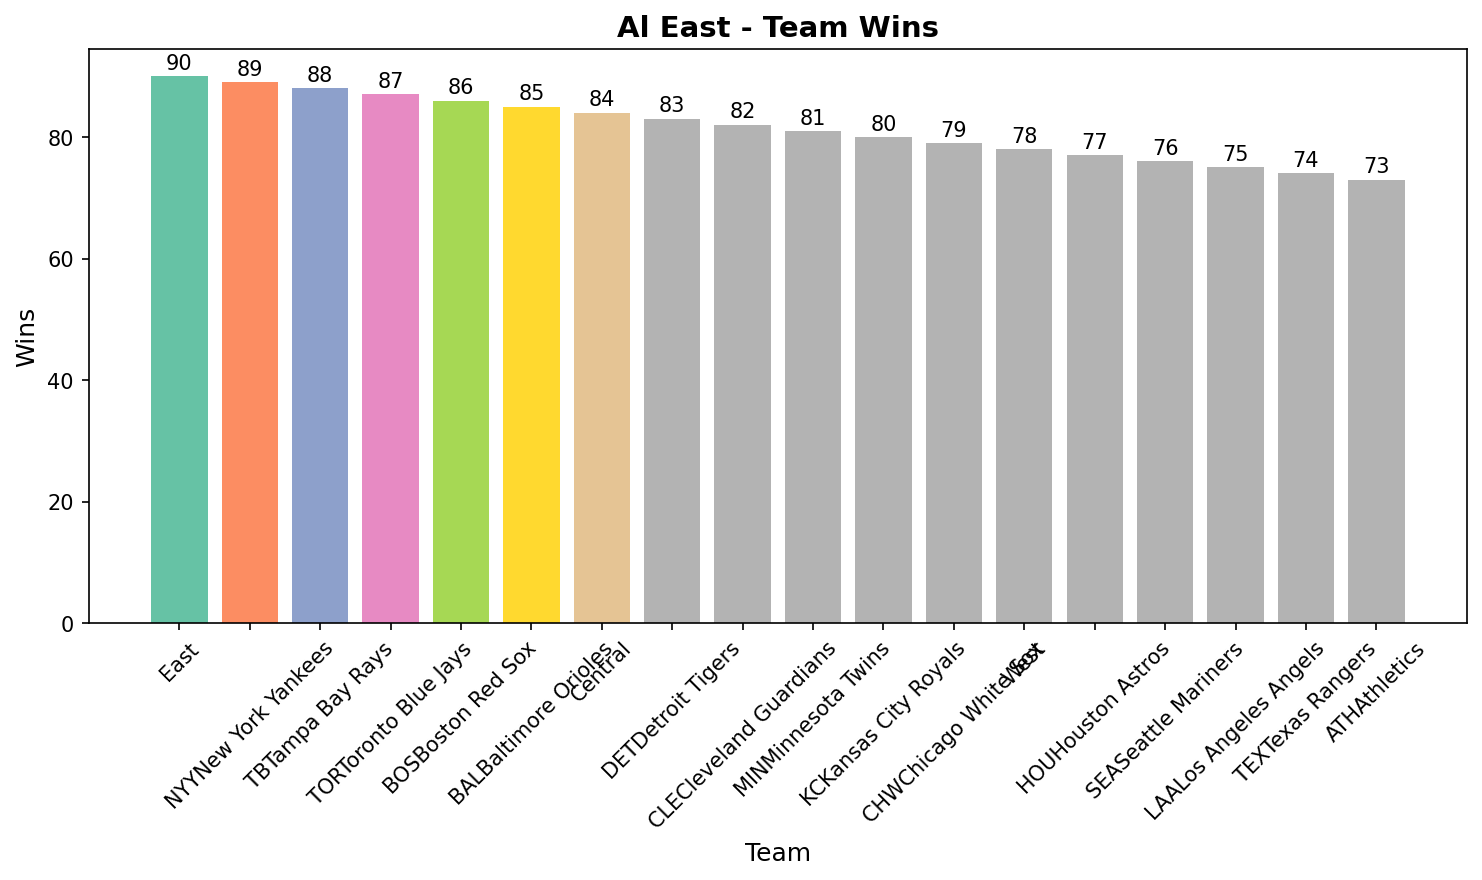 Al East - Team Wins
90
89
88
87
86
85
84
83
82
81
80
79
78
77
76
75
74
73
Wins
80
60
40
20
0
East
NYYNew York Yankees
TBTampa Bay Rays
TORToronto Blue Jays
BOSBoston Red Sox
BALBaltimore Orioles
Central
DETDetroit Tigers
CLECleveland Guardians
MINMinnesota Twins
KCKansas City Royals
CHWChicago White Sox
West
HOUHouston Astros
SEASeattle Mariners
LAALos Angeles Angels
TEXTexas Rangers
ATHAthletics
Team